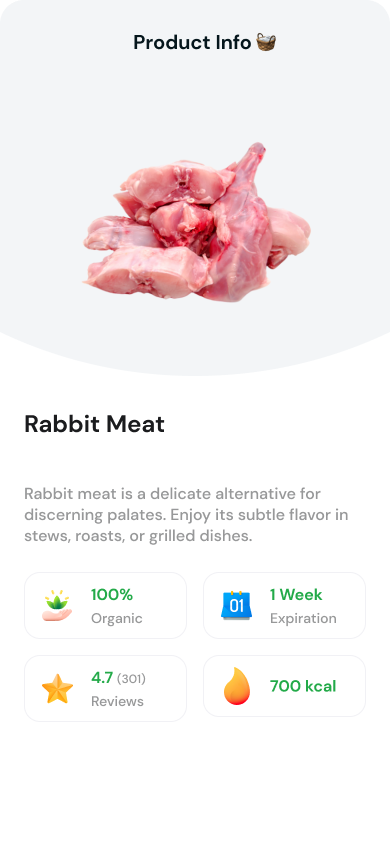 Product Info 🧺
Rabbit Meat
Rabbit meat is a delicate alternative for
discerning palates. Enjoy its subtle flavor in
stews, roasts, or grilled dishes.
100%
Organic
01
1 Week
Expiration
4.7 (301)
Reviews
700 kcal